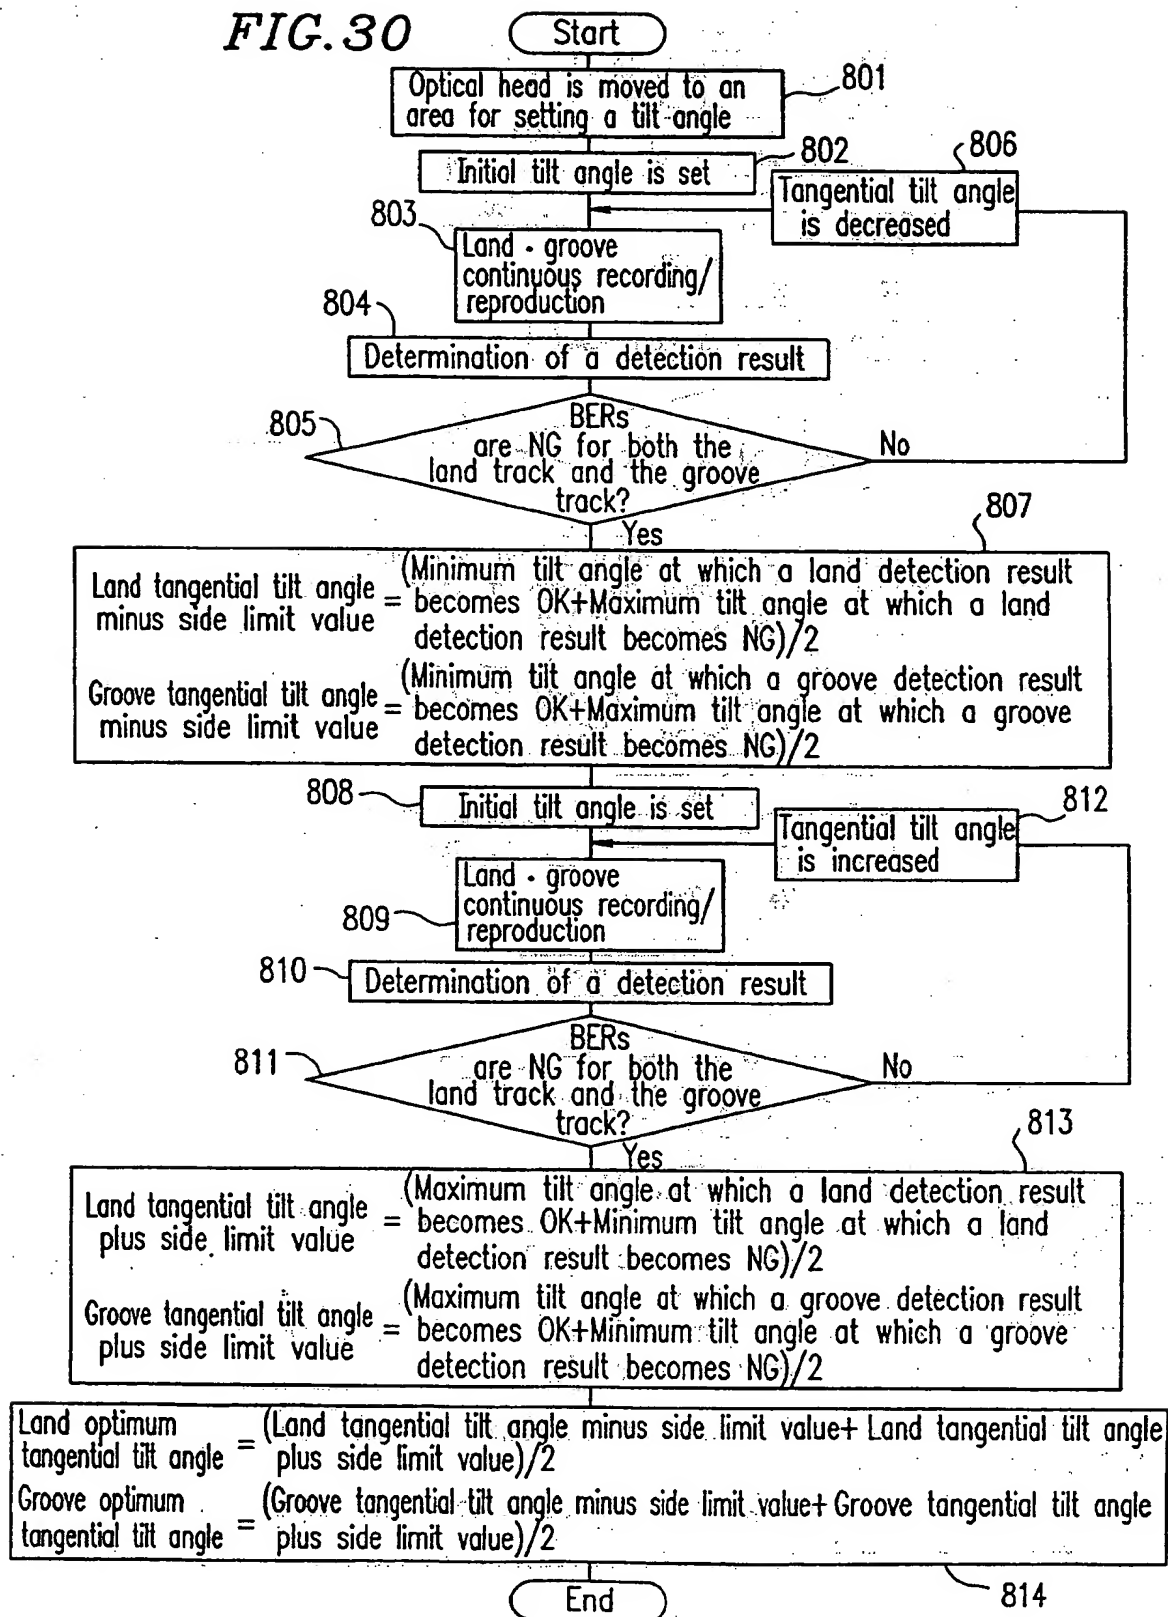 FIG.30
Start
Optical head is moved to an
area for setting a tilt angle
801
Initial tilt angle is set
802
806
Tangential tilt angle
is decreased
803
Land · groove
continuous recording/
reproduction
804
Determination of a detection result
805
BERs
are NG for both the
land track and the groove
track?
No
Yes
807
Land tangential tilt angle
minus side limit value
=
(Minimum tilt angle at which a land detection result
becomes OK+Maximum tilt angle at which a land
detection result becomes NG)/2
Groove tangential tilt angle
minus side limit value
=
(Minimum tilt angle at which a groove detection result
becomes OK+Maximum tilt angle at which a groove
detection result becomes NG)/2
808
Initial tilt angle is set
812
Tangential tilt angle
is increased
Land · groove
continuous recording/
reproduction
809
810
Determination of a detection result
811
BERs
are NG for both the
land track and the groove
track?
No
Yes
813
Land tangential tilt angle
plus side limit value
=
(Maximum tilt angle at which a land detection result
becomes OK+Minimum tilt angle at which a land
detection result becomes NG)/2
Groove tangential tilt angle
plus side limit value
=
(Maximum tilt angle at which a groove detection result
becomes OK+Minimum tilt angle at which a groove
detection result becomes NG)/2
Land optimum
tangential tilt angle
=
(Land tangential tilt angle minus side limit value+ Land tangential tilt angle
plus side limit value)/2
Groove optimum
tangential tilt angle
=
(Groove tangential tilt angle minus side limit value+ Groove tangential tilt angle
plus side limit value)/2
814
End